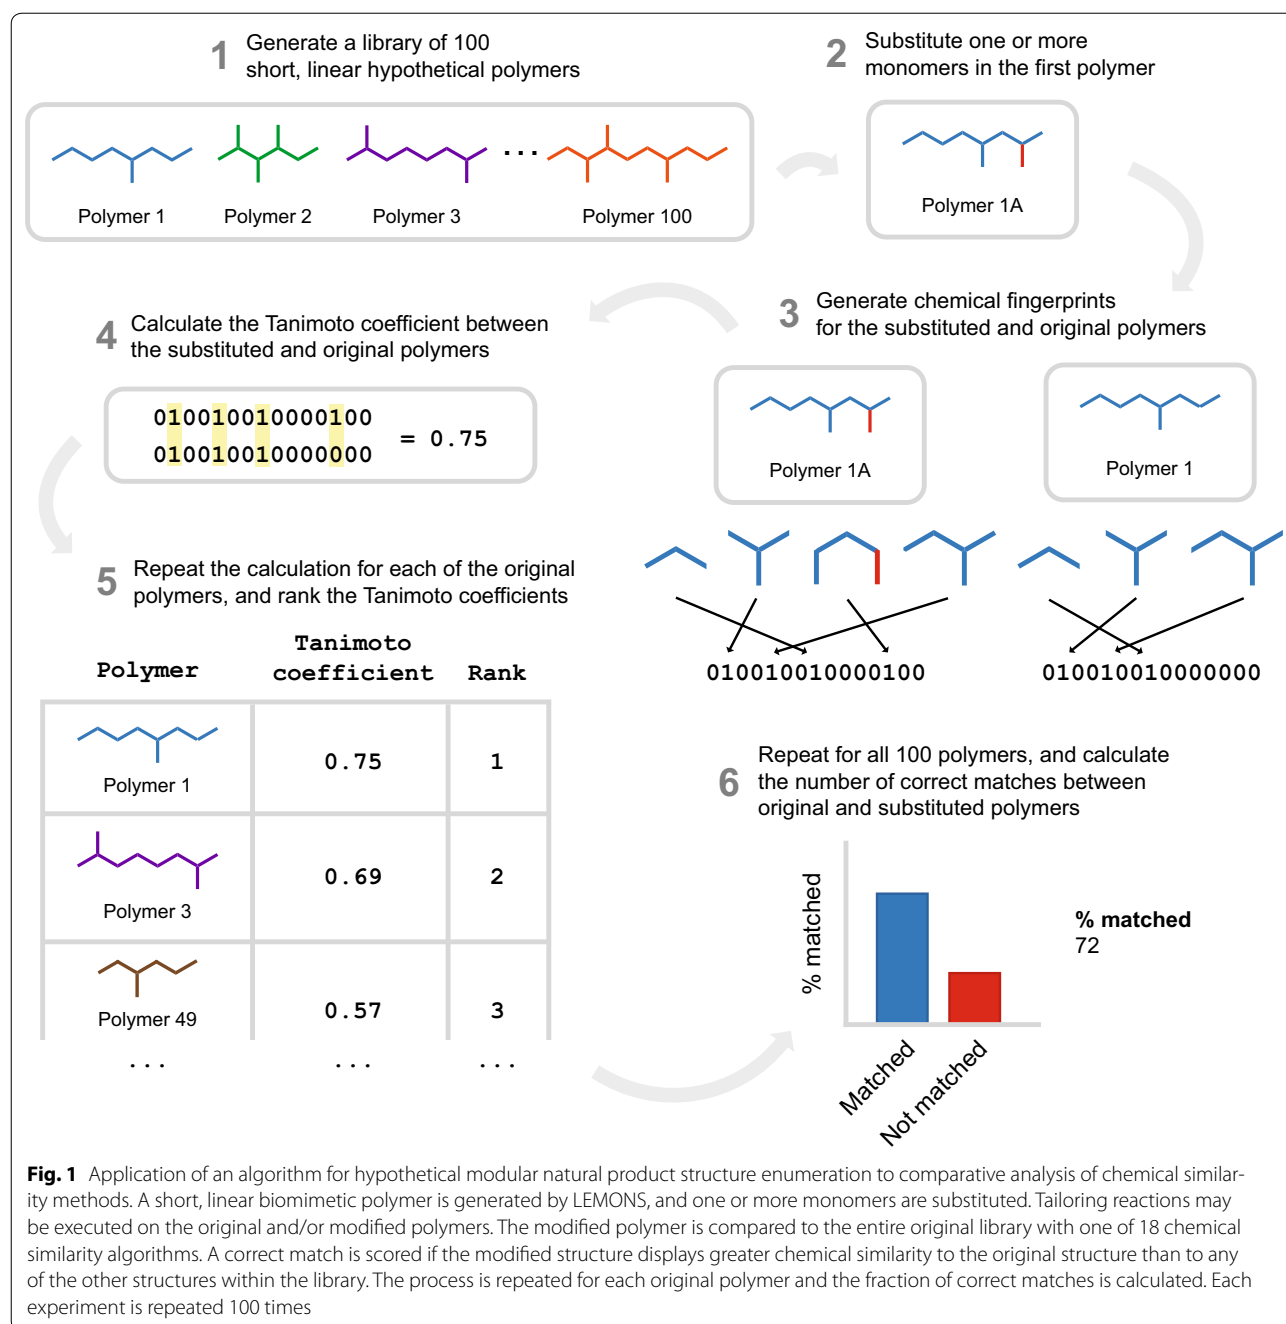 1 Generate a library of 100
short, linear hypothetical polymers
Polymer 1
Polymer 2
Polymer 3
...
Polymer 100
2 Substitute one or more
monomers in the first polymer
Polymer 1A
3 Generate chemical fingerprints
for the substituted and original polymers
Polymer 1A
Polymer 1
010010010000100
010010010000000
4 Calculate the Tanimoto coefficient between
the substituted and original polymers
010010010000100
010010010000000
= 0.75
5 Repeat the calculation for each of the original
polymers, and rank the Tanimoto coefficients
Polymer Tanimoto coefficient Rank
Polymer 1 0.75 1
Polymer 3 0.69 2
Polymer 49 0.57 3
... ... ...
6 Repeat for all 100 polymers, and calculate
the number of correct matches between
original and substituted polymers
% matched
Matched
Not matched
% matched
72
Fig. 1 Application of an algorithm for hypothetical modular natural product structure enumeration to comparative analysis of chemical similar-
ity methods. A short, linear biomimetic polymer is generated by LEMONS, and one or more monomers are substituted. Tailoring reactions may
be executed on the original and/or modified polymers. The modified polymer is compared to the entire original library with one of 18 chemical
similarity algorithms. A correct match is scored if the modified structure displays greater chemical similarity to the original structure than to any
of the other structures within the library. The process is repeated for each original polymer and the fraction of correct matches is calculated. Each
experiment is repeated 100 times